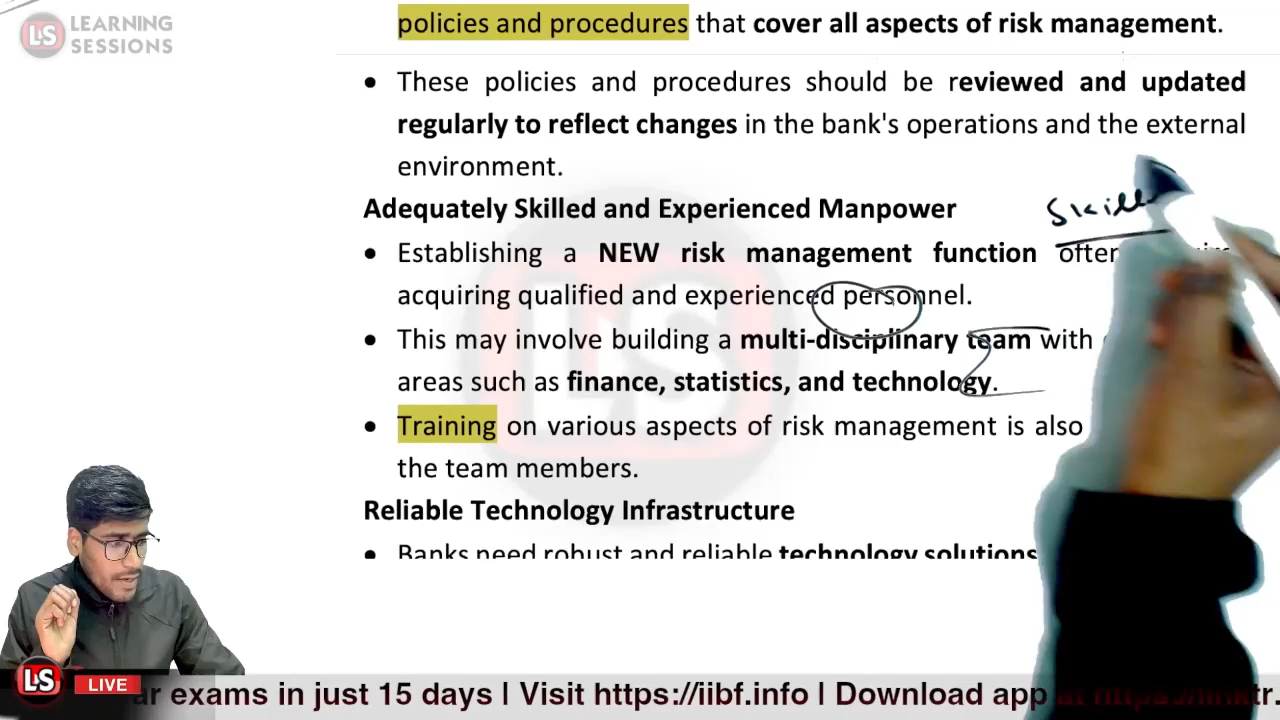 LS LEARNING
SESSIONS
policies and procedures that cover all aspects of risk management.
• These policies and procedures should be reviewed and updated
regularly to reflect changes in the bank's operations and the external
environment.
Adequately Skilled and Experienced Manpower
Skill
• Establishing a NEW risk management function often
acquiring qualified and experienced personnel.
• This may involve building a multi-disciplinary team with
areas such as finance, statistics, and technology.
• Training on various aspects of risk management is also
the team members.
Reliable Technology Infrastructure
• Banks need robust and reliable technology solutions
LS
LS LIVE
ar exams in just 15 days | Visit https://iibf.info | Download app at